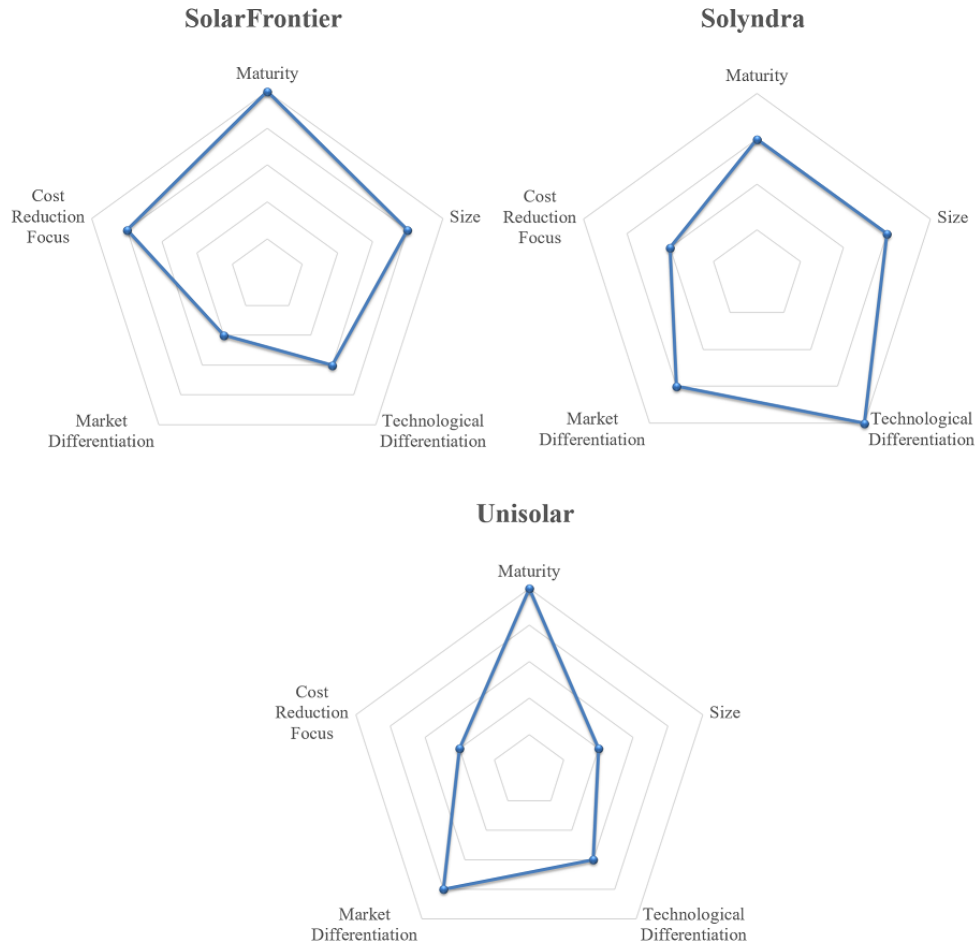 SolarFrontier
Maturity
Cost
Reduction
Focus
Size
Market
Differentiation
Technological
Differentiation
Solyndra
Maturity
Cost
Reduction
Focus
Size
Market
Differentiation
Technological
Differentiation
Unisolar
Maturity
Cost
Reduction
Focus
Size
Market
Differentiation
Technological
Differentiation